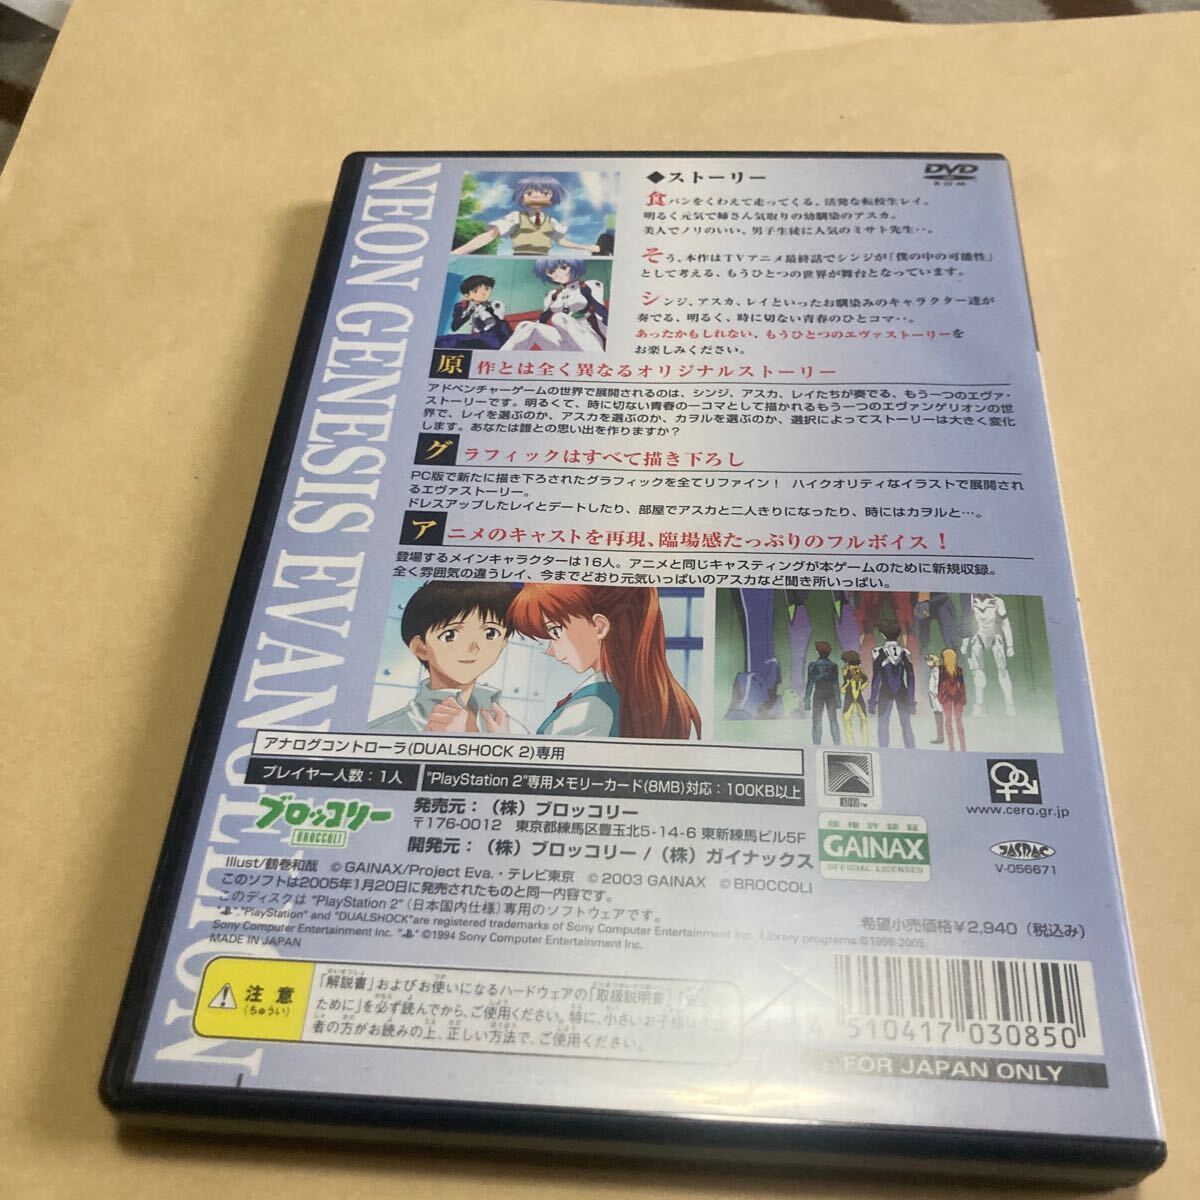 NEON GENESIS EVANGELION
DVD
ROM
◆ストーリー
食パンをくわえて走ってくる、活発な転校生レイ。
明るく元気で姉さん気取りの幼馴染のアスカ。
美人でノリのいい、男子生徒に人気のミサト先生‥。
そう、本作はTVアニメ最終話でシンジが「僕の中の可能性」
として考える、もうひとつの世界が舞台となっています。
シンジ、アスカ、レイといったお馴染みのキャラクター達が
奏でる、明るく、時に切ない青春のひとコマ‥。
あったかもしれない、もうひとつのエヴァストーリーを
お楽しみください。
原作とは全く異なるオリジナルストーリー
アドベンチャーゲームの世界で展開されるのは、シンジ、アスカ、レイたちが奏でる、もう一つのエヴァ・
ストーリーです。明るくて、時に切ない青春の一コマとして描かれるもう一つのエヴァンゲリオンの世
界で、レイを選ぶのか、アスカを選ぶのか、カヲルを選ぶのか、選択によってストーリーは大きく変化
します。あなたは誰との思い出を作りますか？
グラフィックはすべて描き下ろし
PC版で新たに描き下ろされたグラフィックを全てリファイン！ ハイクオリティなイラストで展開され
るエヴァストーリー。
ドレスアップしたレイとデートしたり、部屋でアスカと二人きりになったり、時にはカヲルと…。
アニメのキャストを再現、臨場感たっぷりのフルボイス！
登場するメインキャラクターは16人。アニメと同じキャスティングが本ゲームのために新規収録。
全く雰囲気の違うレイ、今までどおり元気いっぱいのアスカなど聞き所いっぱい。
アナログコントローラ(DUALSHOCK 2)専用
プレイヤー人数：1人
"PlayStation 2"専用メモリーカード(8MB)対応：100KB以上
ブロッコリー
BROCCOLI
発売元：（株）ブロッコリー
〒176-0012 東京都練馬区豊玉北5-14-6 東新練馬ビル5F
開発元：（株）ブロッコリー /（株）ガイナックス
ADX™
版権許諾証
GAINAX
OFFICIAL LICENSED
www.cero.gr.jp
JASRAC
V-056671
Illust/鶴巻和哉 ©GAINAX/Project Eva.・テレビ東京 ©2003 GAINAX ©BROCCOLI
このソフトは2005年1月20日に発売されたものと同一内容です。
このディスクは "PlayStation 2"（日本国内仕様）専用のソフトウェアです。
" ","PlayStation" and "DUALSHOCK"are registered trademarks of Sony Computer Entertainment Inc.
Sony Computer Entertainment Inc. " "©1994 Sony Computer Entertainment Inc. Library programs ©1998-2005
MADE IN JAPAN
希望小売価格￥2,940（税込み）
注意
(ちゅうい)
「解説書」およびお使いになるハードウェアの「取扱説明書」
ために」を必ず読んでから、ご使用ください。特に、小さいお子様
者の方がお読みの上、正しい方法で、ご使用ください。
510417 030850
FOR JAPAN ONLY